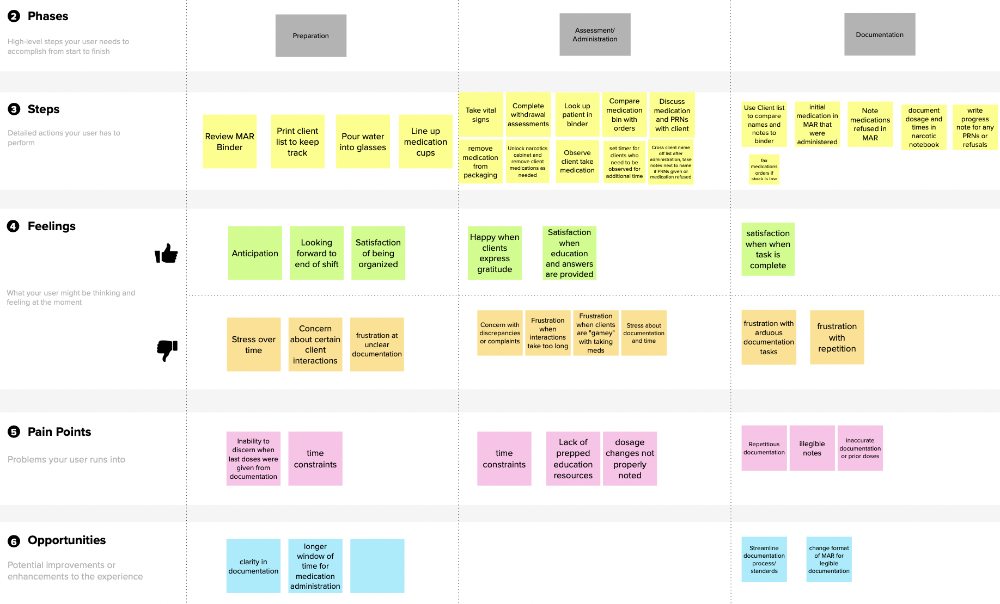 2 Phases
High-level steps your user needs to
accomplish from start to finish
Preparation
Assessment/
Administration
Documentation
3 Steps
Detailed actions your user has to
perform
Review MAR
Binder
Print client
list to keep
track
Pour water
into glasses
Line up
medication
cups
Take vital
signs
Complete
withdrawal
assessments
Look up
patient in
binder
Compare
medication
bin with
orders
Discuss
medication
and PRNs
with client
remove
medication
from
packaging
Unlock narcotics
cabinet and
remove client
medications as
needed
Observe
client take
medication
set timer for
clients who
need to be
observed for
additional time
Cross client name
off list after
administration, take
notes next to name
if PRNs given or
medication refused
Use Client list
to compare
names and
notes to
binder
initial
medication in
MAR that
were
administered
Note
medications
refused in
MAR
document
dosage and
times in
narcotic
notebook
write
progress
note for any
PRNs or
refusals
fax
medications
orders if
stock is low
4 Feelings
What your user might be thinking and
feeling at the moment
Anticipation
Looking
forward to
end of shift
Satisfaction
of being
organized
Happy when
clients
express
gratitude
Satisfaction
when
education
and answers
are provided
satisfaction
when when
task is
complete
Stress over
time
Concern
about certain
client
interactions
frustration at
unclear
documentation
Concern with
discrepancies
or complaints
Frustration
when
interactions
take too long
Frustration
when clients
are "gamey"
with taking
meds
Stress about
documentation
and time
frustration with
arduous
documentation
tasks
frustration
with
repetition
5 Pain Points
Problems your user runs into
Inability to
discern when
last doses were
given from
documentation
time
constraints
time
constraints
Lack of
prepped
education
resources
dosage
changes not
properly
noted
Repetitious
documentation
illegible
notes
inaccurate
documentation
or prior doses
6 Opportunities
Potential improvements or
enhancements to the experience
clarity in
documentation
longer
window of
time for
medication
administration
Streamline
documentation
process/
standards
change format
of MAR for
legible
documentation